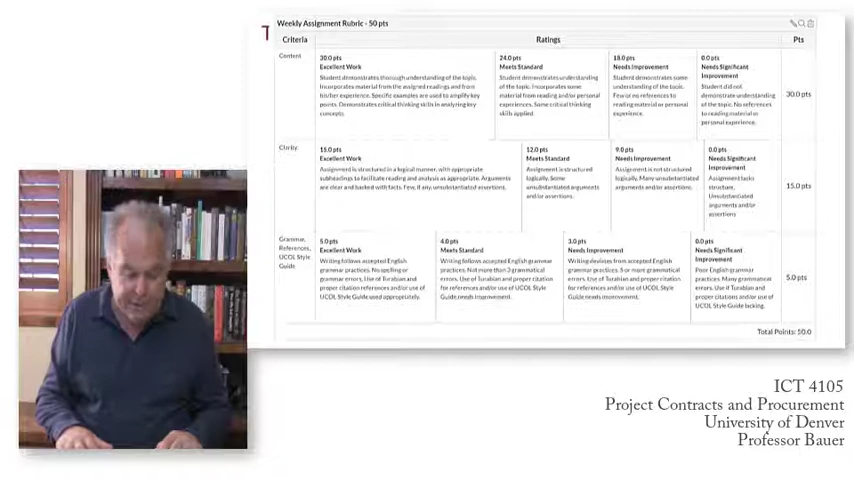 T
Weekly Assignment Rubric - 50 pts
Criteria
Ratings
Pts
Content
30.0 pts
Excellent Work
Student demonstrates thorough understanding of the topic.
Incorporates material from the assigned readings and from
his/her experience. Specific examples are used to amplify key
points. Demonstrates critical thinking skills in analyzing key
concepts.
24.0 pts
Meets Standard
Student demonstrates understanding
of the topic. Incorporates some
material from reading and/or personal
experiences. Some critical thinking
skills applied
18.0 pts
Needs Improvement
Student demonstrates some
understanding of the topic.
Few or no references to
reading material or personal
experience.
0.0 pts
Needs Significant
Improvement
Student did not
demonstrate understanding
of the topic. No references
to reading material or
personal experience.
30.0 pts
Clarity
15.0 pts
Excellent Work
Assignment is structured in a logical manner, with appropriate
subheadings to facilitate reading and analysis as appropriate. Arguments
are clear and backed with facts. Few, if any, unsubstantiated assertions.
12.0 pts
Meets Standard
Assignment is structured
logically. Some
unsubstantiated arguments
and/or assertions.
9.0 pts
Needs Improvement
Assignment is not structured
logically. Many unsubstantiated
arguments and/or assertions.
0.0 pts
Needs Significant
Improvement
Assignment lacks
structure.
Unsubstantiated
arguments and/or
assertions
15.0 pts
Grammar,
References,
UCOL Style
Guide
5.0 pts
Excellent Work
Writing follows accepted English
grammar practices. No spelling or
grammar errors. Use of Turabian and
proper citation references and/or use of
UCOL Style Guide used appropriately.
4.0 pts
Meets Standard
Writing follows accepted English grammar
practices. Not more than 3 grammatical
errors. Use of Turabian and proper citation
for references and/or use of UCOL Style
Guide needs improvement.
3.0 pts
Needs Improvement
Writing deviates from accepted English
grammar practices. 5 or more grammatical
errors. Use of Turabian and proper citation
for references and/or use of UCOL Style
Guide needs improvement.
0.0 pts
Needs Significant
Improvement
Poor English grammar
practices. Many grammatical
errors. Use if Turabian and
proper citations and/or use of
UCOL Style Guide lacking.
5.0 pts
Total Points: 50.0
ICT 4105
Project Contracts and Procurement
University of Denver
Professor Bauer